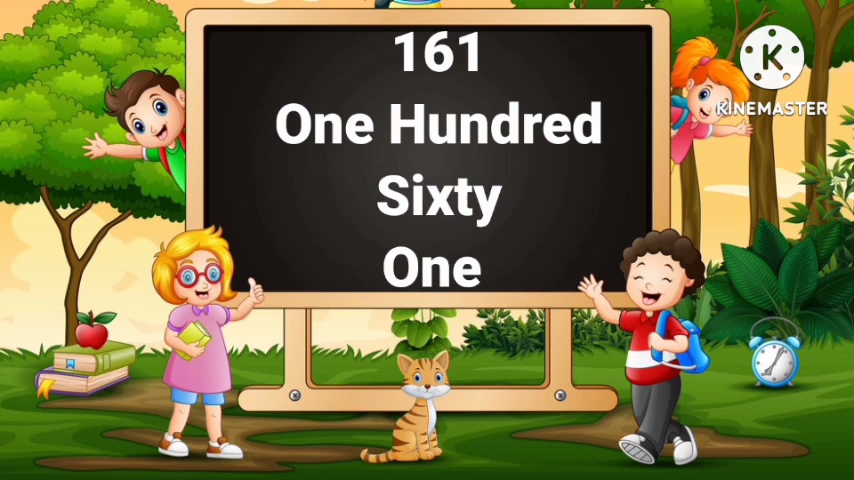 161
One Hundred
Sixty
One
K
KINEMASTER